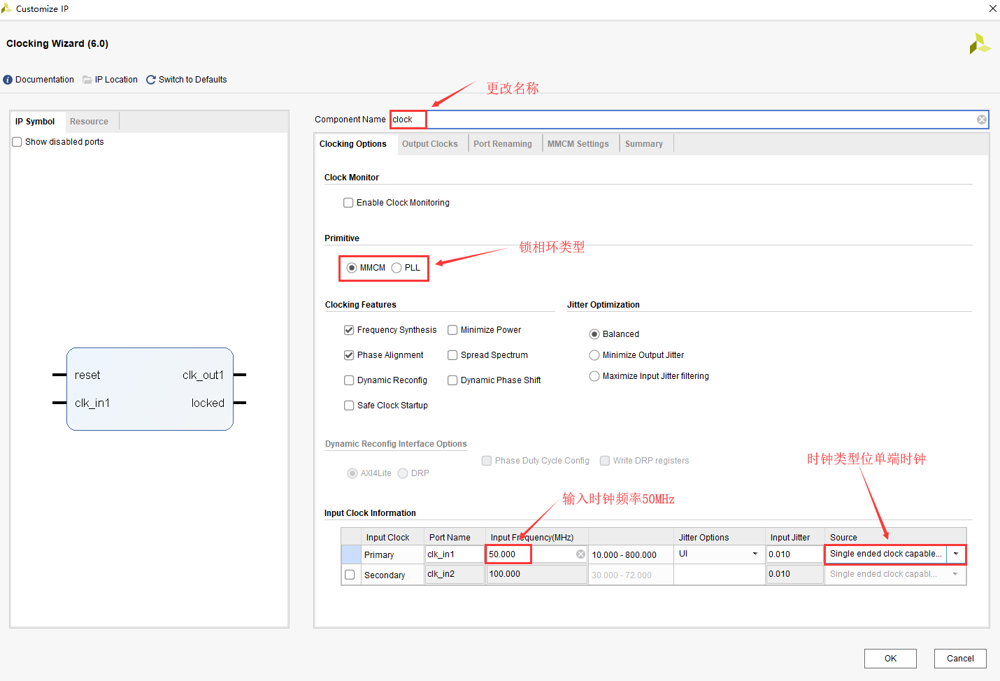 Customize IP
Clocking Wizard (6.0)
Documentation IP Location Switch to Defaults
更改名称
IP Symbol Resource
Show disabled ports
reset clk_out1
clk_in1 locked
Component Name clock
Clocking Options Output Clocks Port Renaming MMCM Settings Summary
Clock Monitor
Enable Clock Monitoring
Primitive
锁相环类型
MMCM PLL
Clocking Features Jitter Optimization
Frequency Synthesis Minimize Power Balanced
Phase Alignment Spread Spectrum Minimize Output Jitter
Dynamic Reconfig Dynamic Phase Shift Maximize Input Jitter filtering
Safe Clock Startup
Dynamic Reconfig Interface Options
Phase Duty Cycle Config Write DRP registers
时钟类型位单端时钟
AXI4Lite DRP
输入时钟频率50MHz
Input Clock Information
Input Clock Port Name Input Frequency(MHz) Jitter Options Input Jitter Source
Primary clk_in1 50.000 10.000 - 800.000 UI 0.010 Single ended clock capable...
Secondary clk_in2 100.000 30.000 - 72.000 0.010 Single ended clock capabl...
OK Cancel